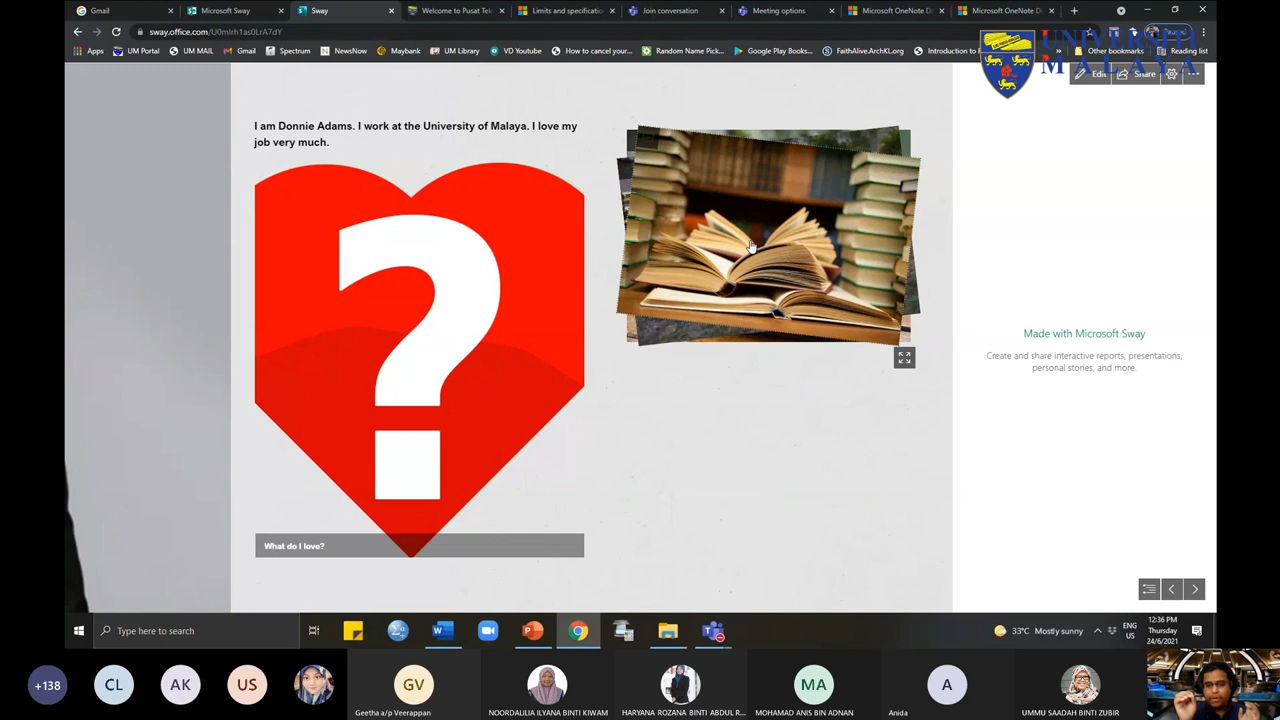 Gmail
Microsoft Sway
Sway
Welcome to Pusat Tele
Limits and specificatio
Join conversation
Meeting options
Microsoft OneNote De
Microsoft OneNote De
sway.office.com/U0mIrh1as0LrA7dY
Apps
UM Portal
UM MAIL
Gmail
Spectrum
NewsNow
Maybank
UM Library
VD Youtube
How to cancel your...
Random Name Pick...
Google Play Books...
FaithAlive.ArchKL.org
Introduction to
Other bookmarks
Reading list
UNIVERSITI
MALAYA
Edit
Share
I am Donnie Adams. I work at the University of Malaya. I love my
job very much.
?
What do I love?
Made with Microsoft Sway
Create and share interactive reports, presentations,
personal stories, and more.
Type here to search
33°C Mostly sunny
ENG
US
12:36 PM
Thursday
24/6/2021
+138
CL
AK
US
GV
Geetha a/p Veerappan
NOORDALILIA ILYANA BINTI KIWAM
HARYANA ROZANA BINTI ABDUL R...
MA
MOHAMAD ANIS BIN ADNAN
A
Anida
UMMU SAADAH BINTI ZUBIR